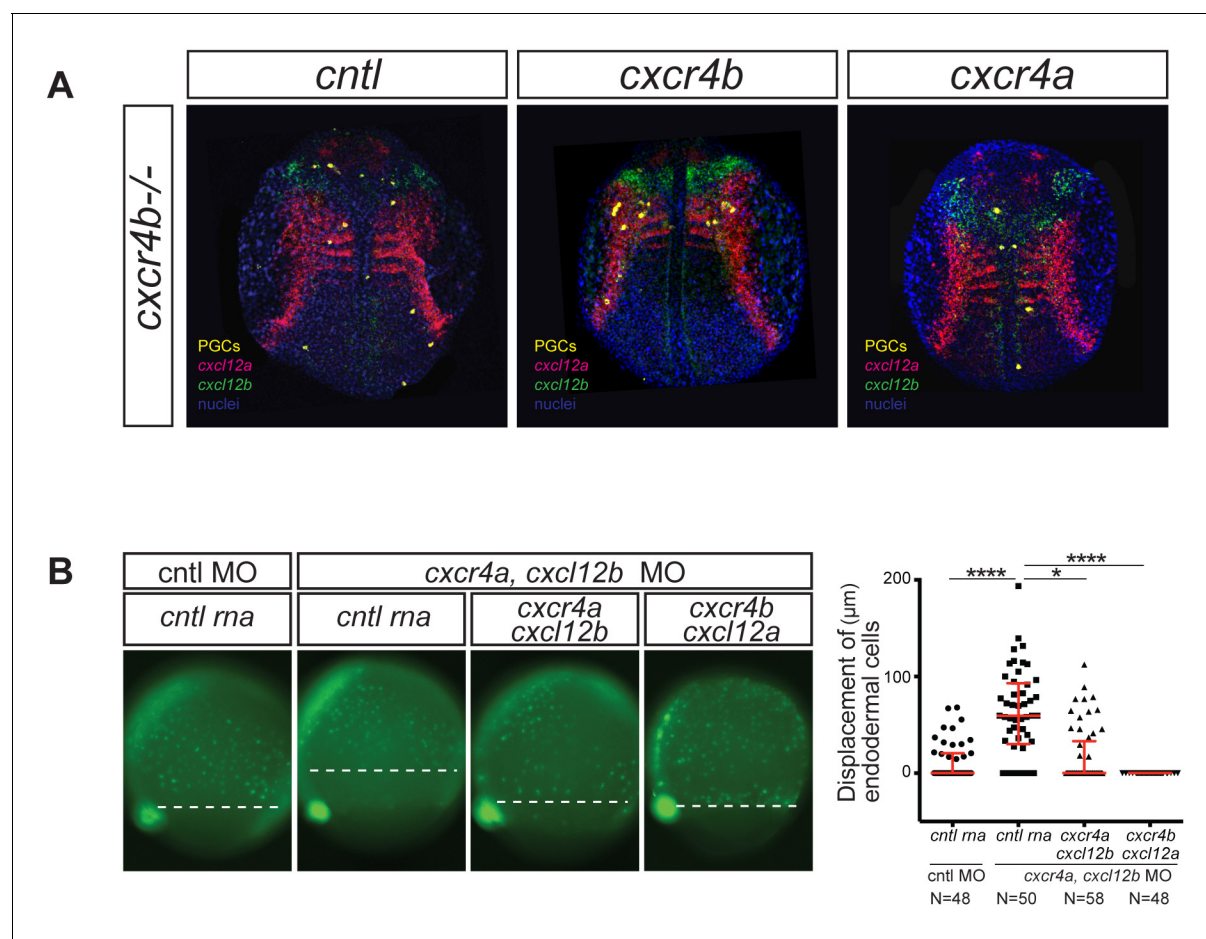 A
cntl
cxcr4b
cxcr4a
cxcr4b-/-
PGCs
cxcl12a
cxcl12b
nuclei
PGCs
cxcl12a
cxcl12b
nuclei
PGCs
cxcl12a
cxcl12b
nuclei
B
cntl MO
cxcr4a, cxcl12b MO
cntl rna
cntl rna
cxcr4a
cxcl12b
cxcr4b
cxcl12a
Displacement of (µm)
endodermal cells
200
100
0
****
****
*
cntl rna
cntl rna
cxcr4a
cxcl12b
cxcr4b
cxcl12a
cntl MO
cxcr4a, cxcl12b MO
N=48
N=50
N=58
N=48